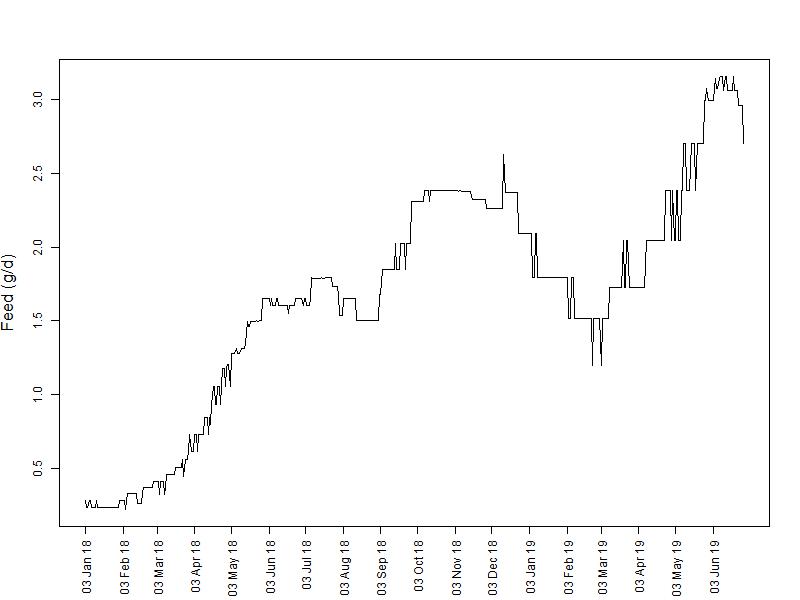 Feed (g/d)
3.0
2.5
2.0
1.5
1.0
0.5
03 Jan 18
03 Feb 18
03 Mar 18
03 Apr 18
03 May 18
03 Jun 18
03 Jul 18
03 Aug 18
03 Sep 18
03 Oct 18
03 Nov 18
03 Dec 18
03 Jan 19
03 Feb 19
03 Mar 19
03 Apr 19
03 May 19
03 Jun 19